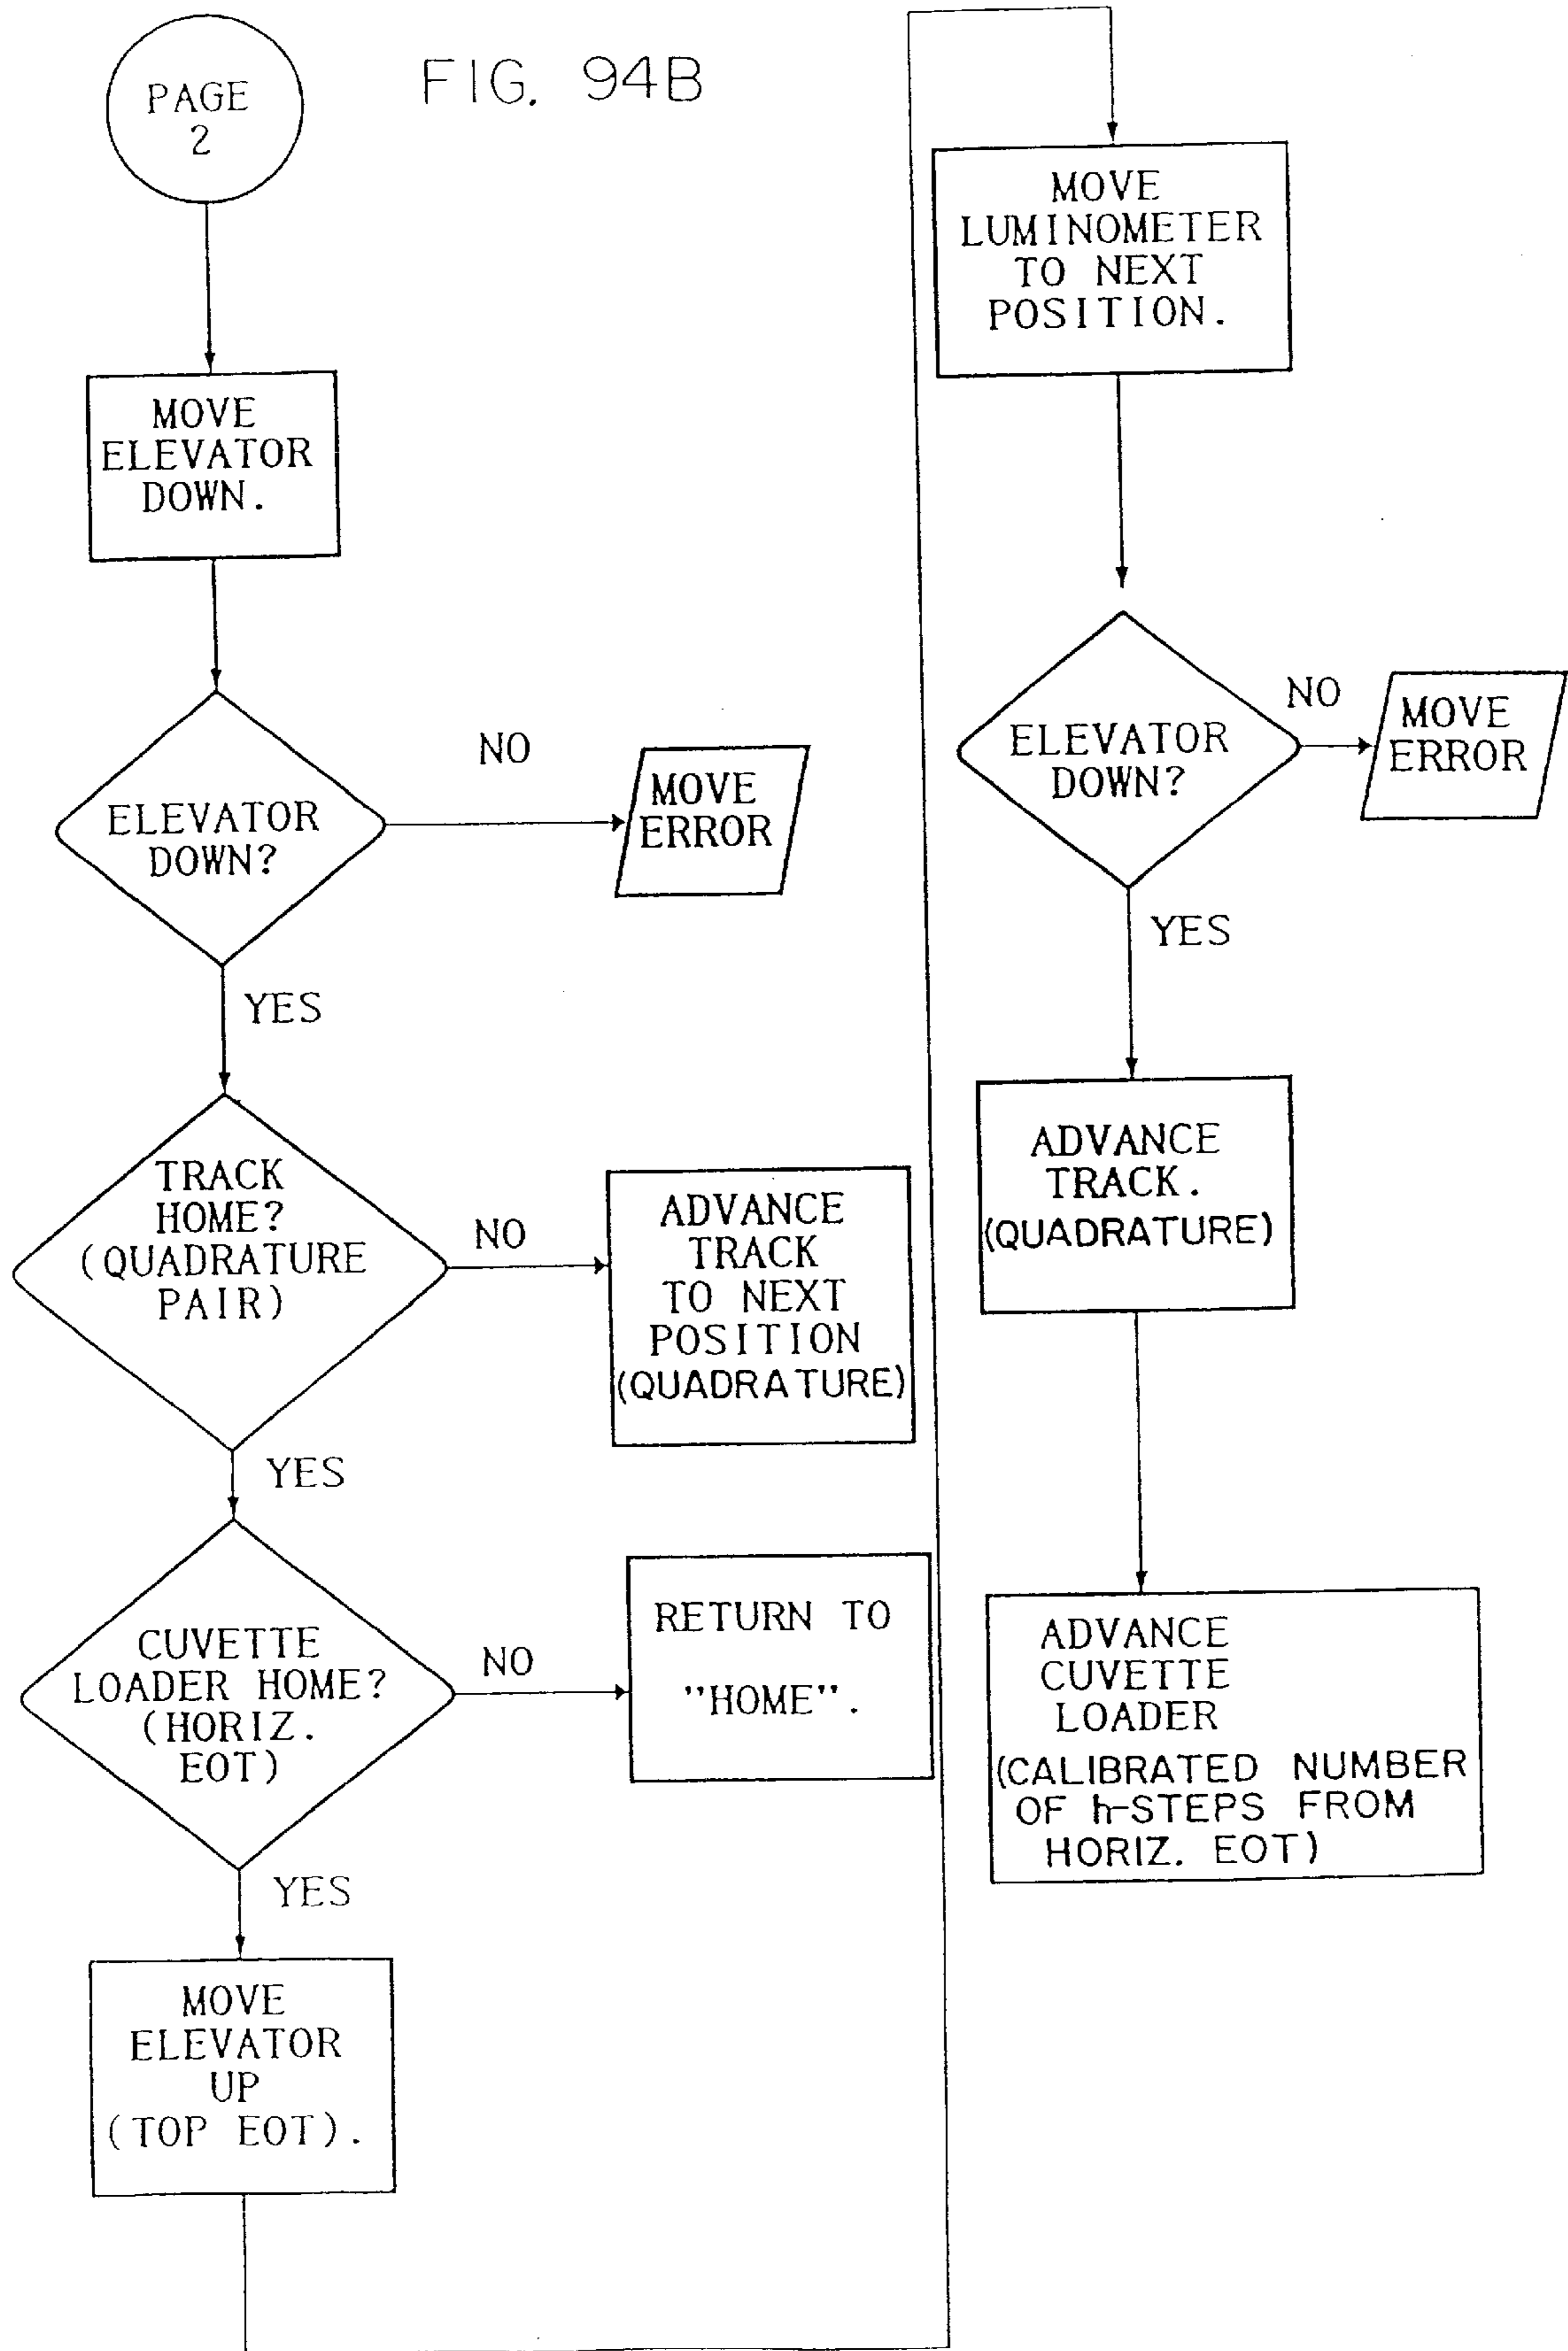 FIG. 94B
PAGE
2
MOVE
ELEVATOR
DOWN.
ELEVATOR
DOWN?
NO
MOVE
ERROR
YES
TRACK
HOME?
(QUADRATURE
PAIR)
NO
ADVANCE
TRACK
TO NEXT
POSITION
(QUADRATURE)
YES
CUVETTE
LOADER HOME?
(HORIZ.
EOT)
NO
RETURN TO
"HOME".
YES
MOVE
ELEVATOR
UP
(TOP EOT).
MOVE
LUMINOMETER
TO NEXT
POSITION.
ELEVATOR
DOWN?
NO
MOVE
ERROR
YES
ADVANCE
TRACK.
(QUADRATURE)
ADVANCE
CUVETTE
LOADER
(CALIBRATED NUMBER
OF h-STEPS FROM
HORIZ. EOT)